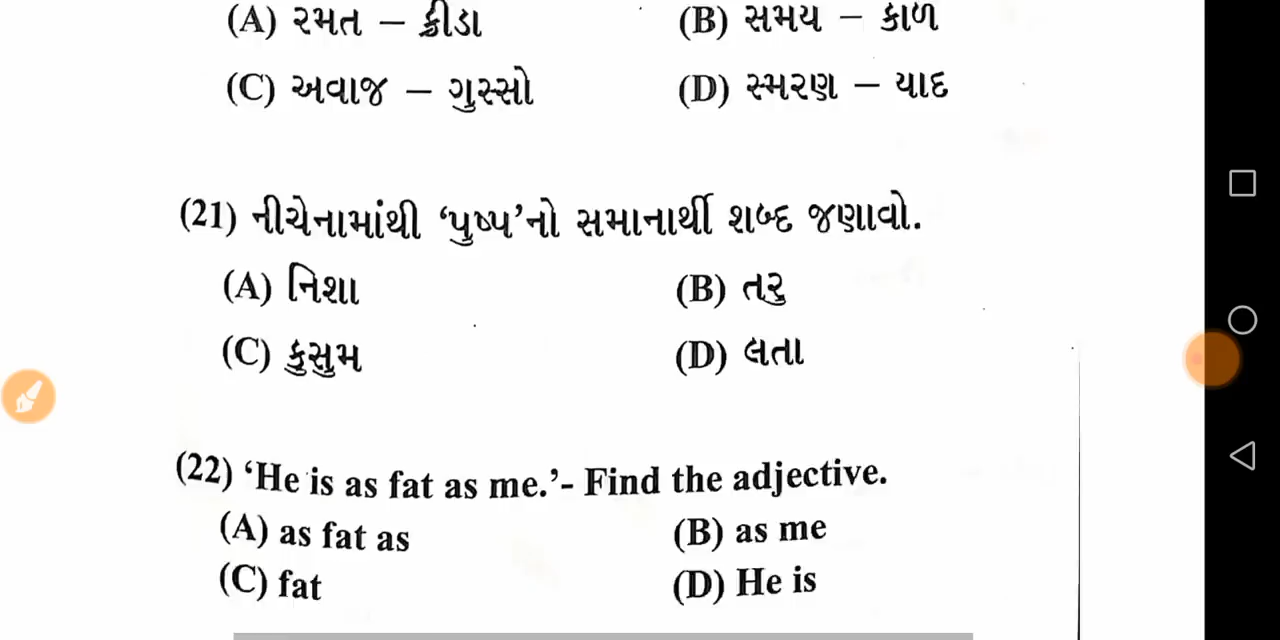 (A) રમત – ક્રીડા (B) સમય – કાળ
(C) અવાજ – ગુસ્સો (D) સ્મરણ – યાદ
(21) નીચેનામાંથી ‘પુષ્પ’નો સમાનાર્થી શબ્દ જણાવો.
(A) નિશા (B) તરુ
(C) કુસુમ (D) લતા
(22) ‘He is as fat as me.’- Find the adjective.
(A) as fat as (B) as me
(C) fat (D) He is